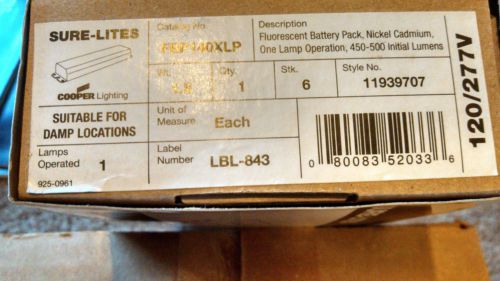 SURE-LITES
COOPER Lighting
SUITABLE FOR
DAMP LOCATIONS
Lamps
Operated 1
925-0961
Catalog No.
Description
Fluorescent Battery Pack, Nickel Cadmium,
One Lamp Operation, 450-500 Initial Lumens
Qty. Stk. Style No.
1 6 11939707
Unit of
Measure Each
Label
Number LBL-843
0 80083 52033 6
120/277V